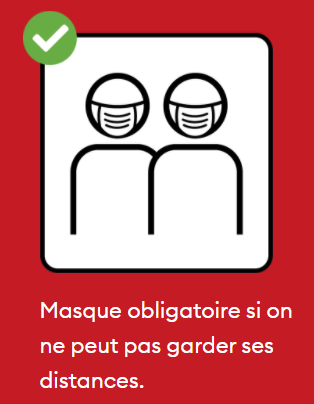 Masque obligatoire si on
ne peut pas garder ses
distances.